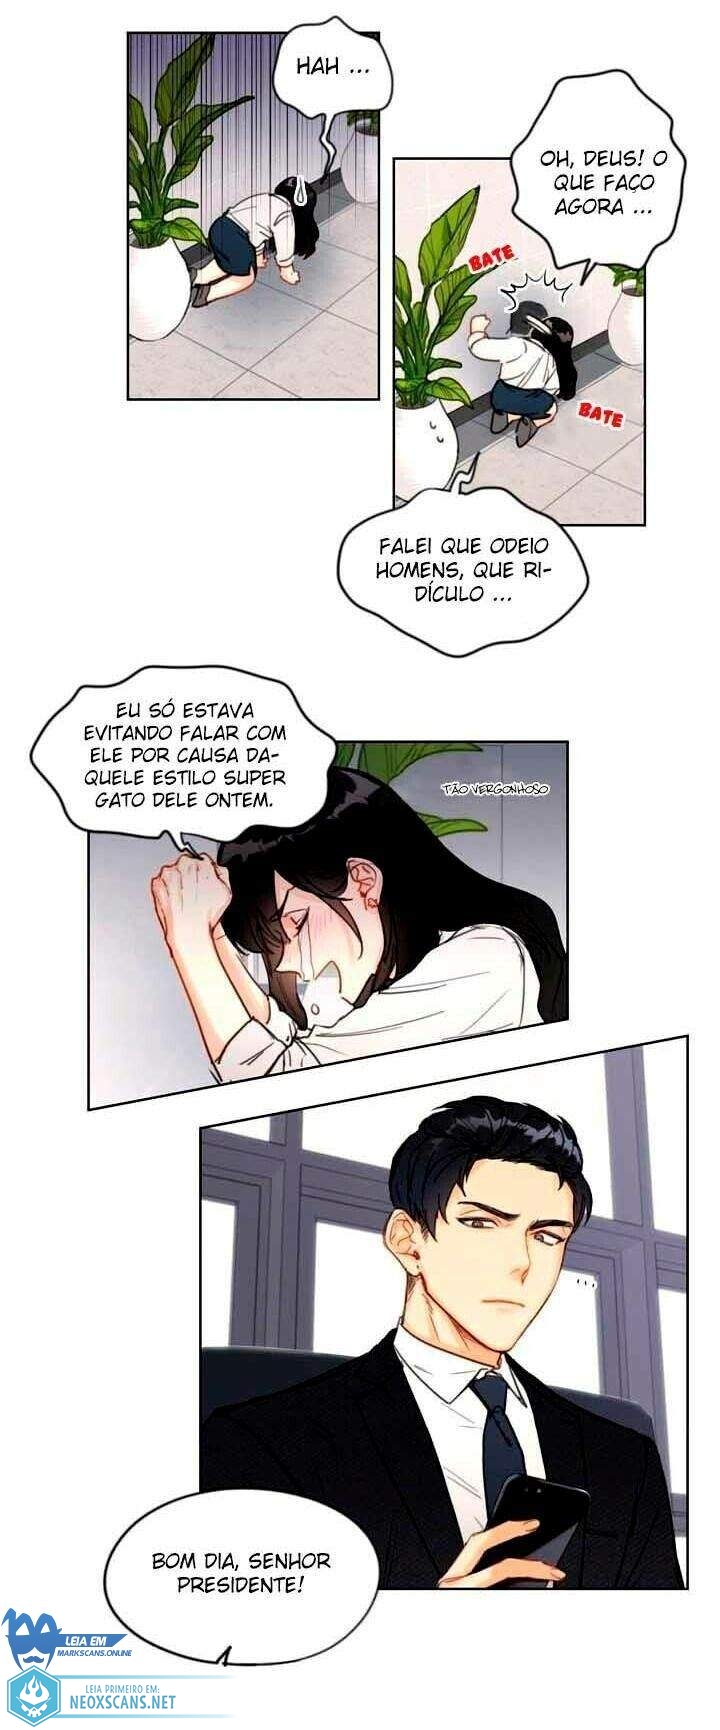 HAH ...
OH, DEUS! O
QUE FAÇO
AGORA ...
BATE
BATE
FALEI QUE ODEIO
HOMENS, QUE RI-
DÍCULO ...
EU SÓ ESTAVA
EVITANDO FALAR COM
ELE POR CAUSA DA-
QUELE ESTILO SUPER
GATO DELE ONTEM.
TÃO VERGONHOSO
...
BOM DIA, SENHOR
PRESIDENTE!
LEIA EM
MARKSCANS.ONLINE
LEIA PRIMEIRO EM:
NEOXSCANS.NET